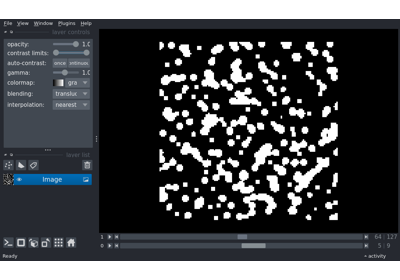 File View Window Plugins Help
layer controls
opacity: 1.0
contrast limits:
auto-contrast: once
gamma: 1.0
colormap: gra
blending: translu
interpolation: nearest
layer list
Image
1 64 127
0 5 9
Ready activity